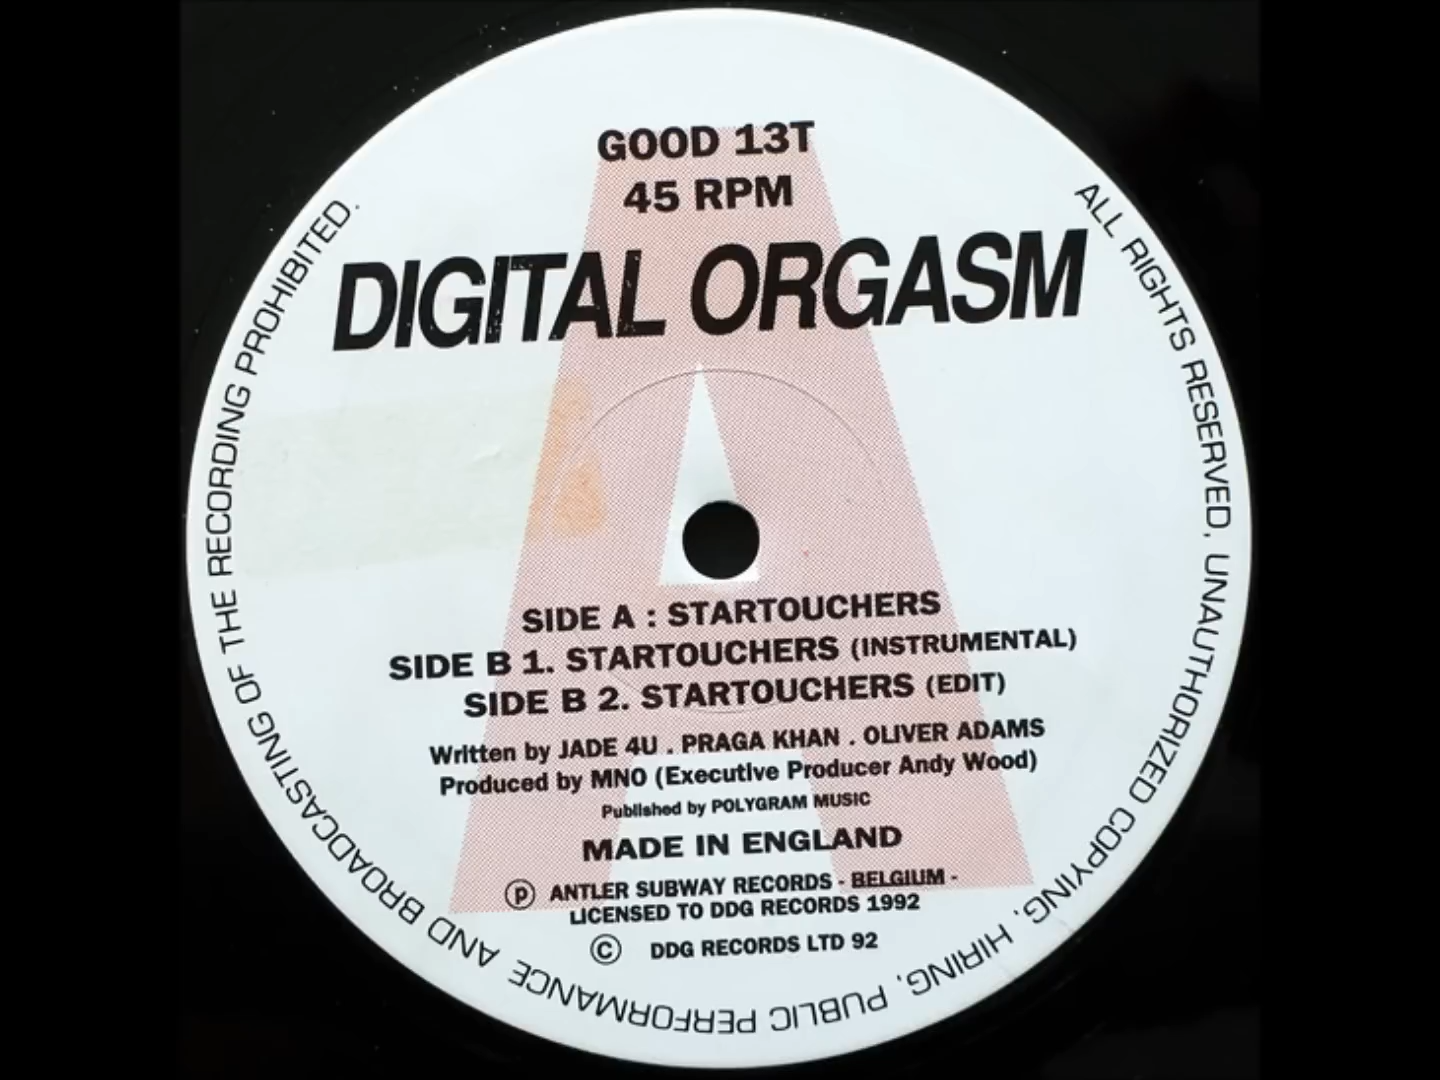 GOOD 13T
45 RPM
DIGITAL ORGASM
A
SIDE A : STARTOUCHERS
SIDE B 1. STARTOUCHERS (INSTRUMENTAL)
SIDE B 2. STARTOUCHERS (EDIT)
Written by JADE 4U . PRAGA KHAN . OLIVER ADAMS
Produced by MNO (Executive Producer Andy Wood)
Published by POLYGRAM MUSIC
MADE IN ENGLAND
Ⓟ ANTLER SUBWAY RECORDS - BELGIUM -
LICENSED TO DDG RECORDS 1992
© DDG RECORDS LTD 92
ALL RIGHTS RESERVED, UNAUTHORIZED COPYING, HIRING, PUBLIC PERFORMANCE AND BROADCASTING OF THE RECORDING PROHIBITED.